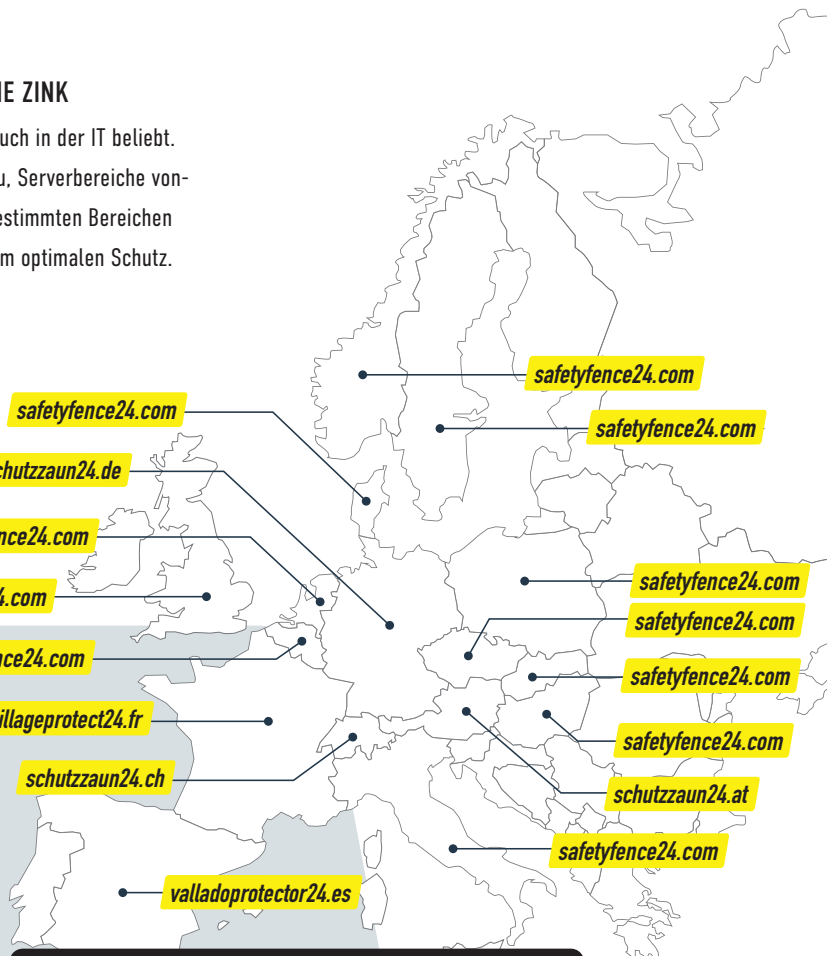 IE ZINK
uch in der IT beliebt.
u, Serverbereiche von-
estimmten Bereichen
m optimalen Schutz.
safetyfence24.com
safetyfence24.com
safetyfence24.com
chutzzaun24.de
nce24.com
safetyfence24.com
4.com
safetyfence24.com
nce24.com
safetyfence24.com
illageprotect24.fr
safetyfence24.com
schutzzaun24.ch
schutzzaun24.at
safetyfence24.com
valladoprotector24.es